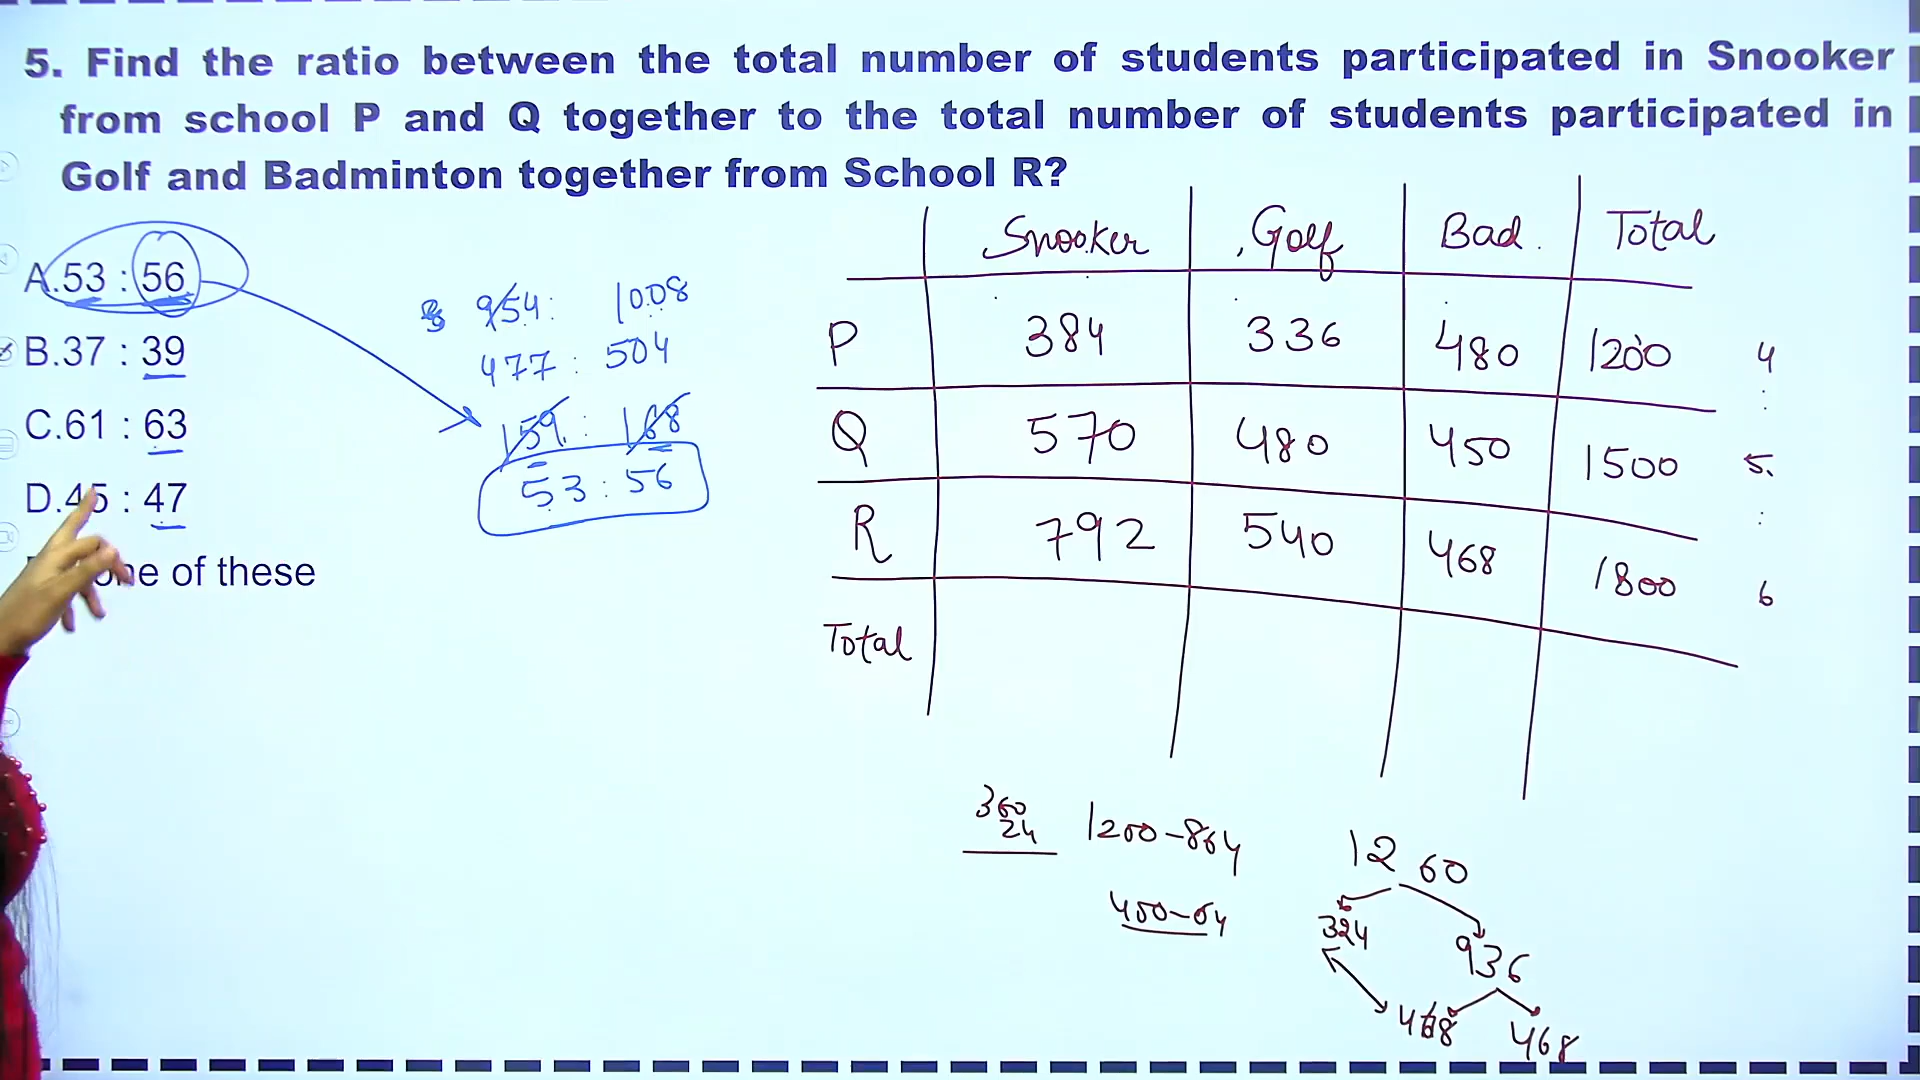 5. Find the ratio between the total number of students participated in Snooker
from school P and Q together to the total number of students participated in
Golf and Badminton together from School R?
A.53 : 56
B.37 : 39
C.61 : 63
D.45 : 47
one of these
954 : 1008
477 : 504
159 : 168
53 : 56
Snooker Golf Bad. Total
P 384 336 480 1200 4
:
Q 570 480 450 1500 5.
:
R 792 540 468 1800 6
Total
360
24
1200-864
400-64
1260
324 936
468 468